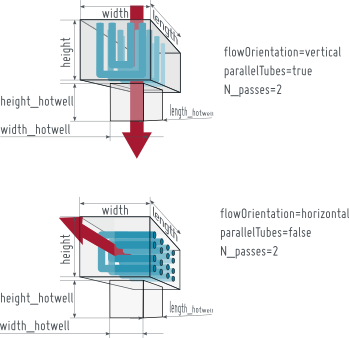 width
length
height
flowOrientation=vertical
parallelTubes=true
N_passes=2
height_hotwell
length_hotwell
width_hotwell
width
length
height
flowOrientation=horizontal
parallelTubes=false
N_passes=2
height_hotwell
length_hotwell
width_hotwell